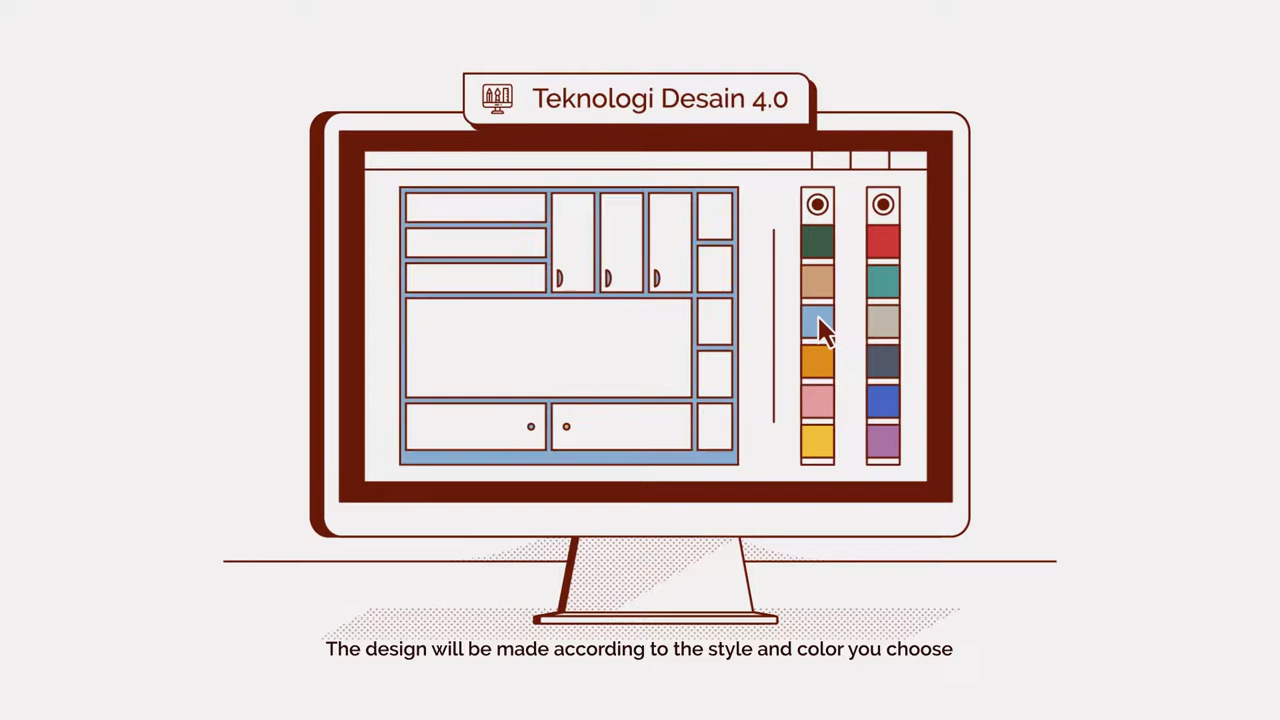 Teknologi Desain 4.0
The design will be made according to the style and color you choose